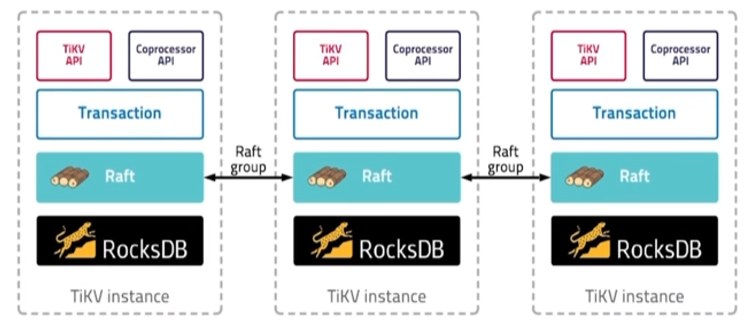 TiKV
API
Coprocessor
API
Transaction
Raft
RocksDB
TiKV instance
Raft
group
TiKV
API
Coprocessor
API
Transaction
Raft
RocksDB
TiKV instance
Raft
group
TiKV
API
Coprocessor
API
Transaction
Raft
RocksDB
TiKV instance